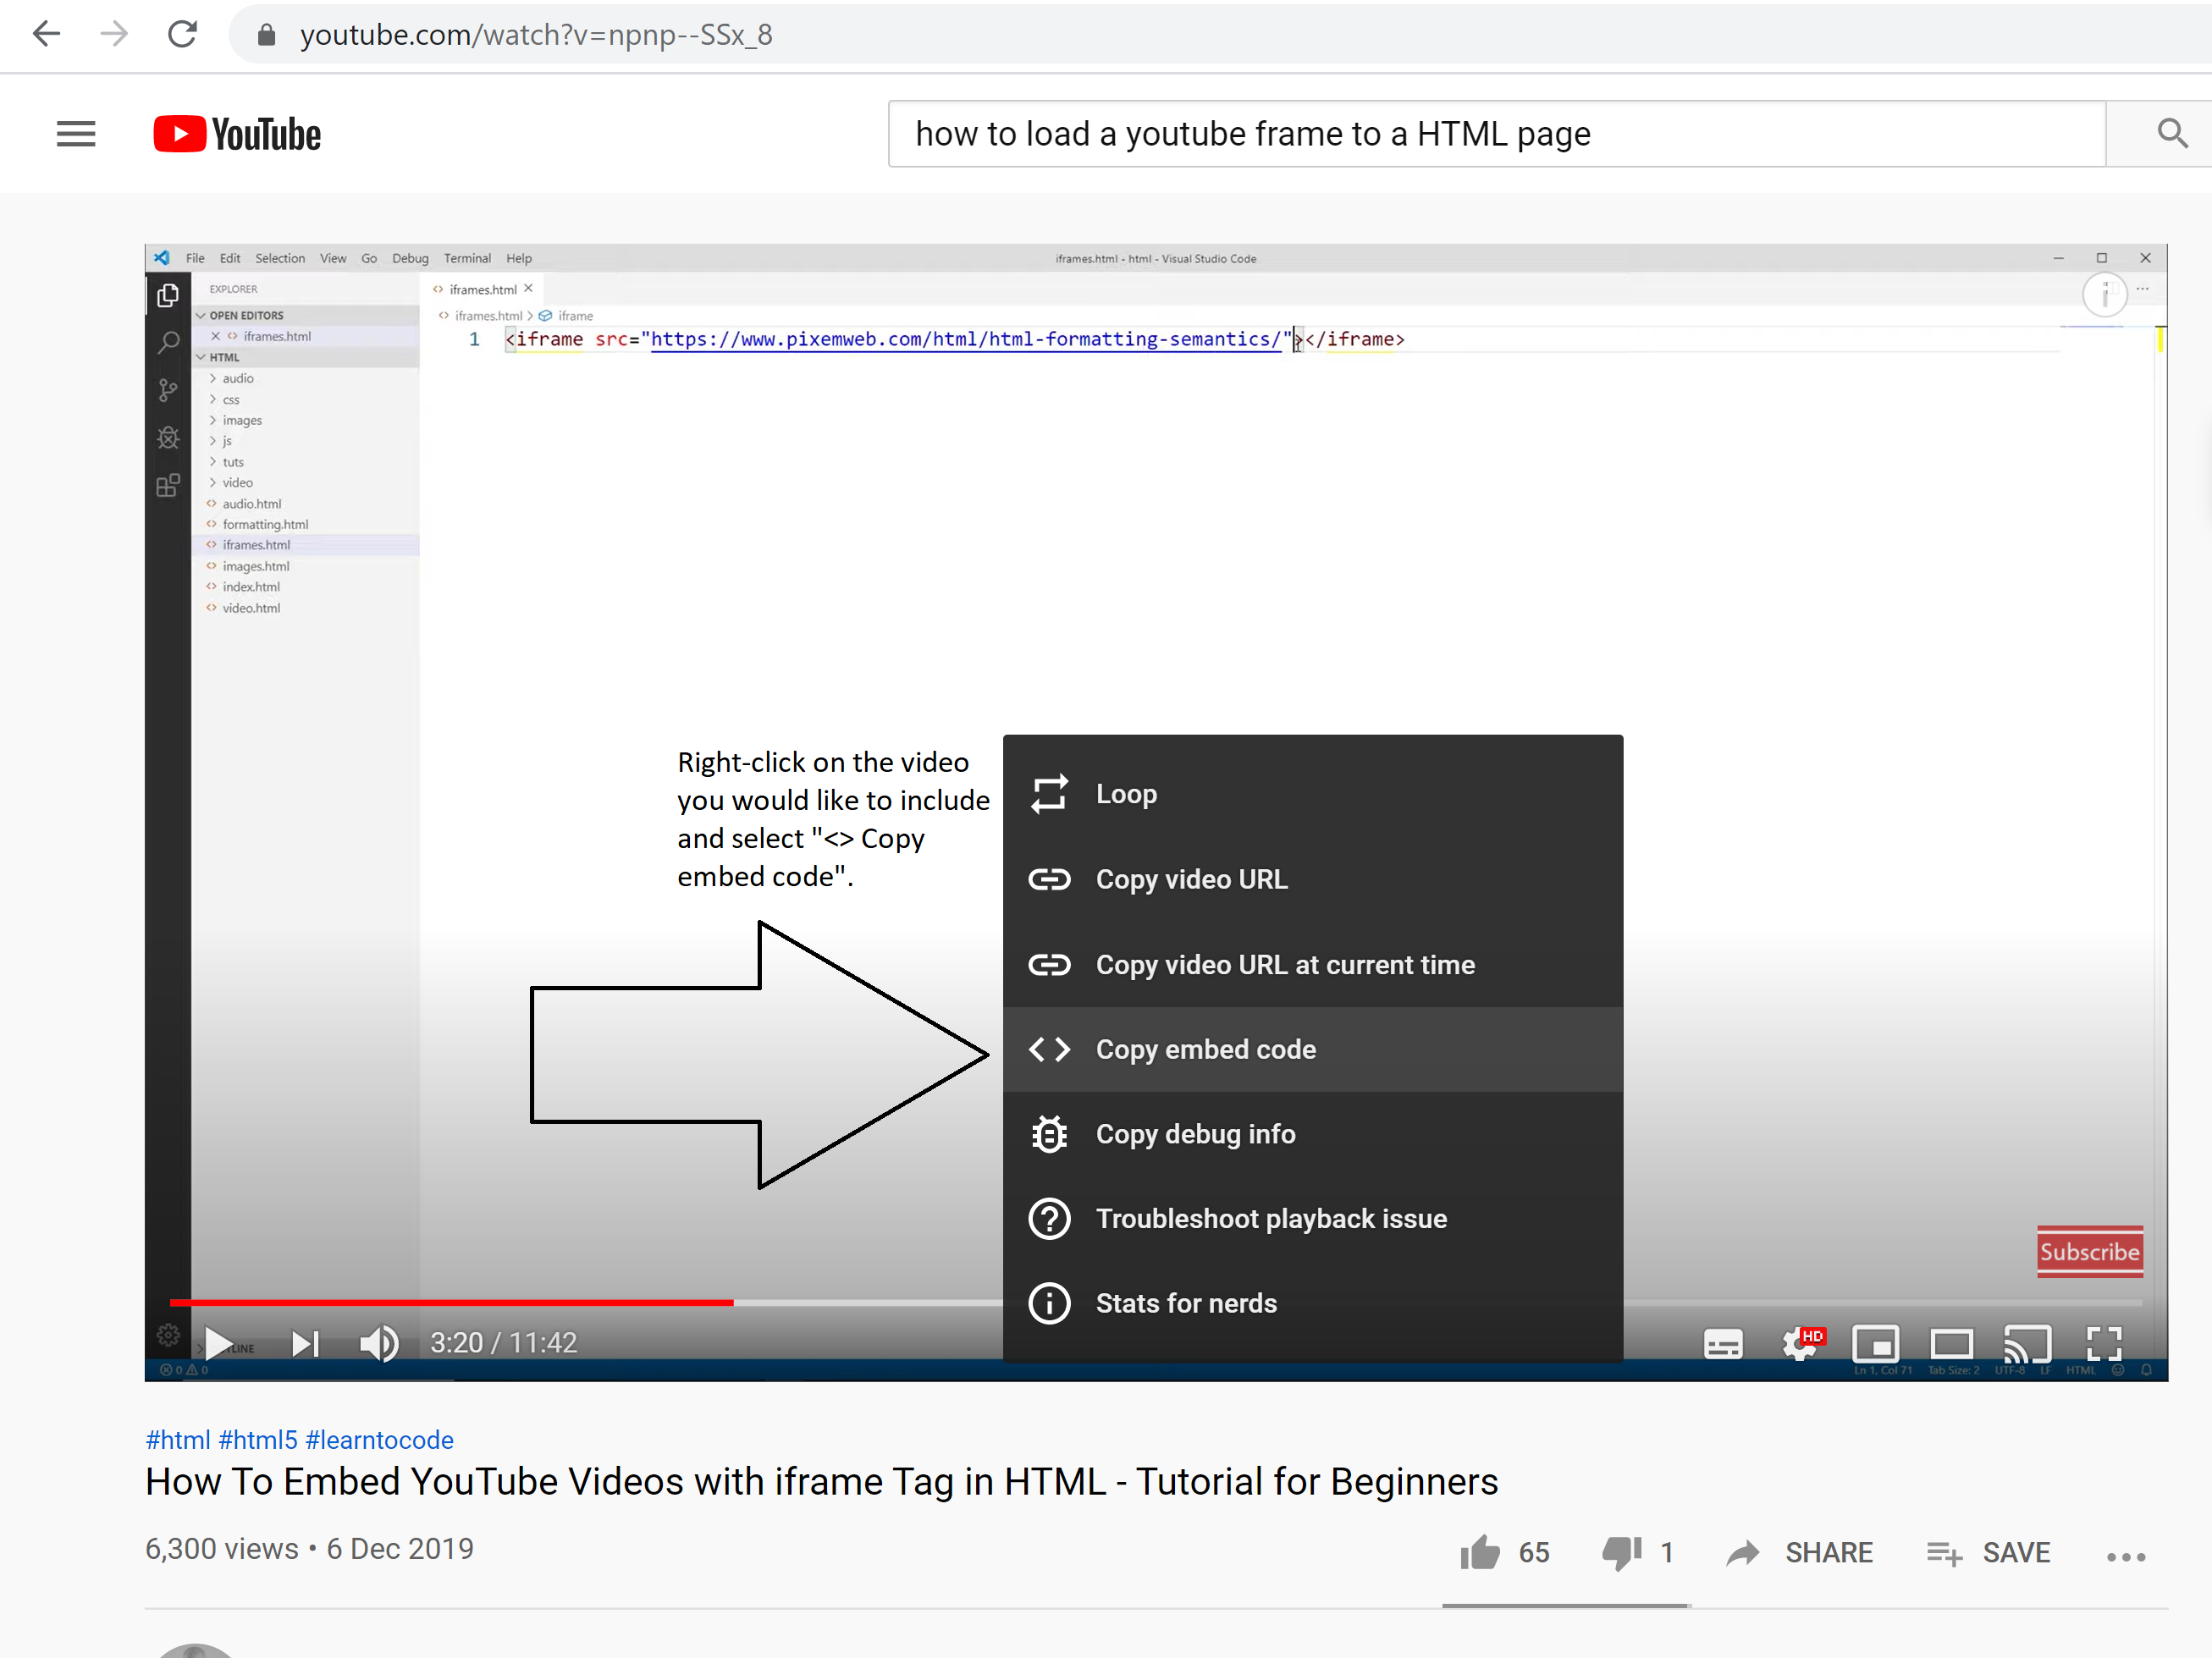 youtube.com/watch?v=npnp--SSx_8
YouTube
how to load a youtube frame to a HTML page
File Edit Selection View Go Debug Terminal Help
iframes.html - html - Visual Studio Code
EXPLORER
iframes.html
OPEN EDITORS
iframes.html > iframe
iframes.html
1 <iframe src="https://www.pixemweb.com/html/html-formatting-semantics/"></iframe>
HTML
audio
css
images
js
tuts
video
audio.html
formatting.html
iframes.html
images.html
index.html
video.html
Right-click on the video
you would like to include
and select "<> Copy
embed code".
Loop
Copy video URL
Copy video URL at current time
Copy embed code
Copy debug info
Troubleshoot playback issue
Stats for nerds
Subscribe
3:20 / 11:42
HD
0 0
Ln 1, Col 71 Tab Size: 2 UTF-8 LF HTML
#html #html5 #learntocode
How To Embed YouTube Videos with iframe Tag in HTML - Tutorial for Beginners
6,300 views • 6 Dec 2019
65
1
SHARE
SAVE